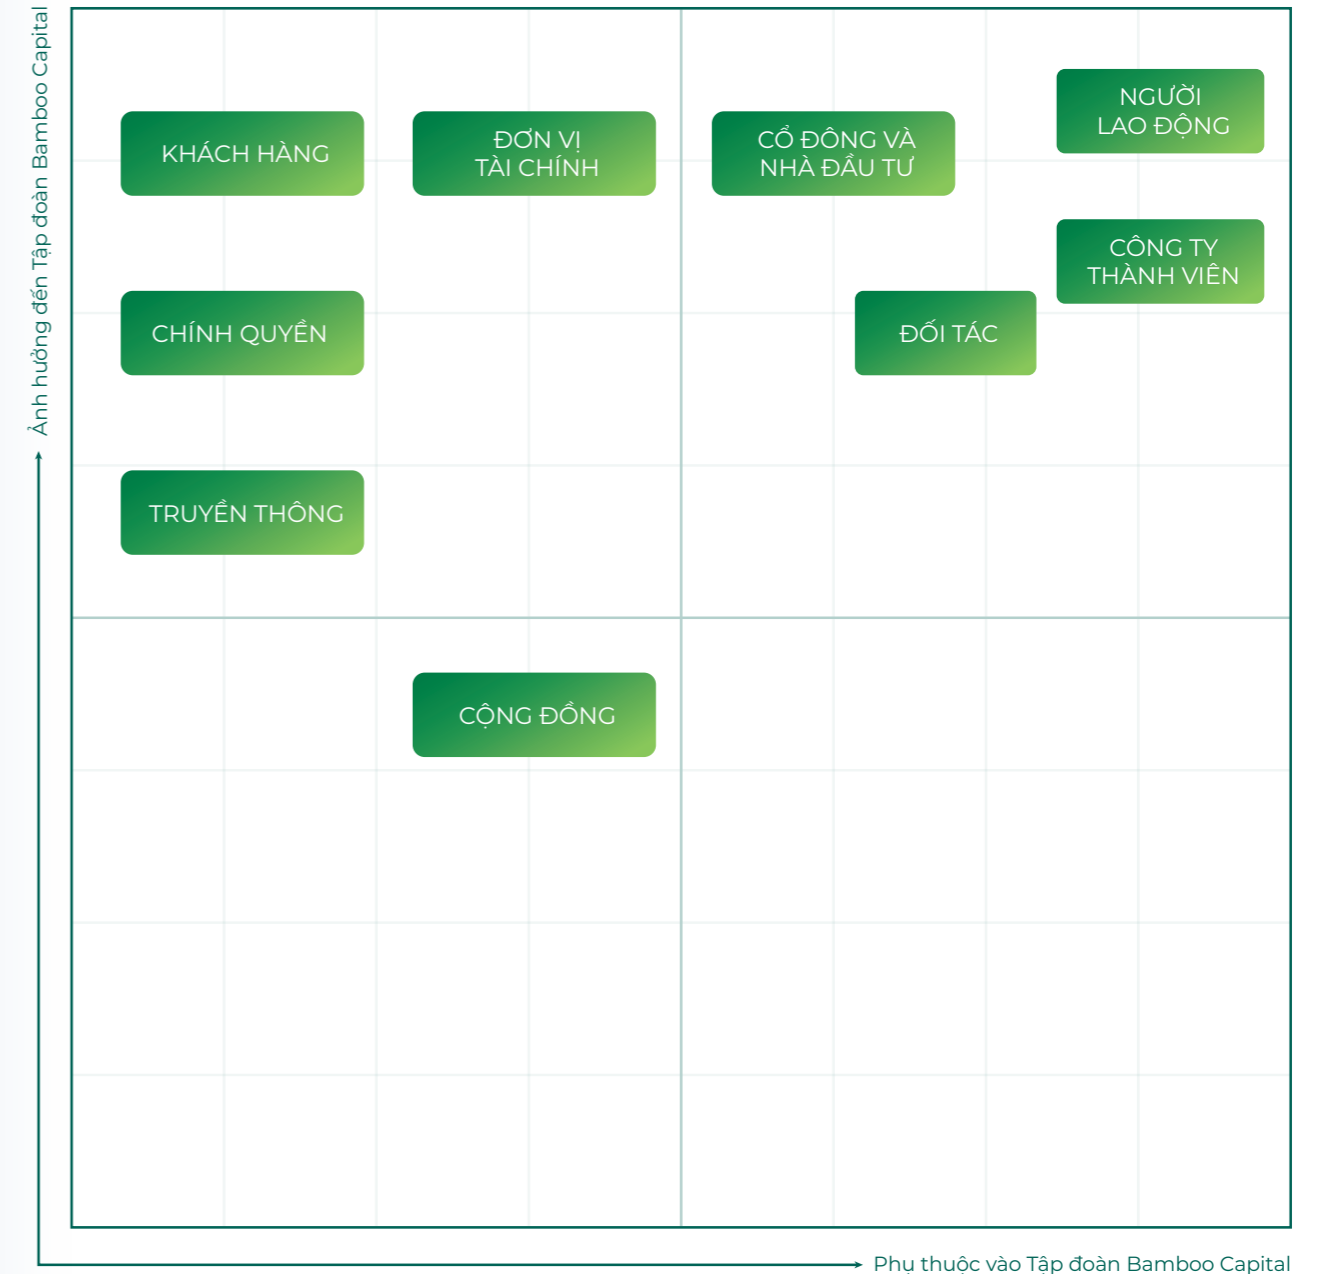 Ảnh hưởng đến Tập đoàn Bamboo Capital
NGƯỜI
LAO ĐỘNG
KHÁCH HÀNG
ĐƠN VỊ
TÀI CHÍNH
CỔ ĐÔNG VÀ
NHÀ ĐẦU TƯ
CÔNG TY
THÀNH VIÊN
CHÍNH QUYỀN
ĐỐI TÁC
TRUYỀN THÔNG
CỘNG ĐỒNG
Phụ thuộc vào Tập đoàn Bamboo Capital